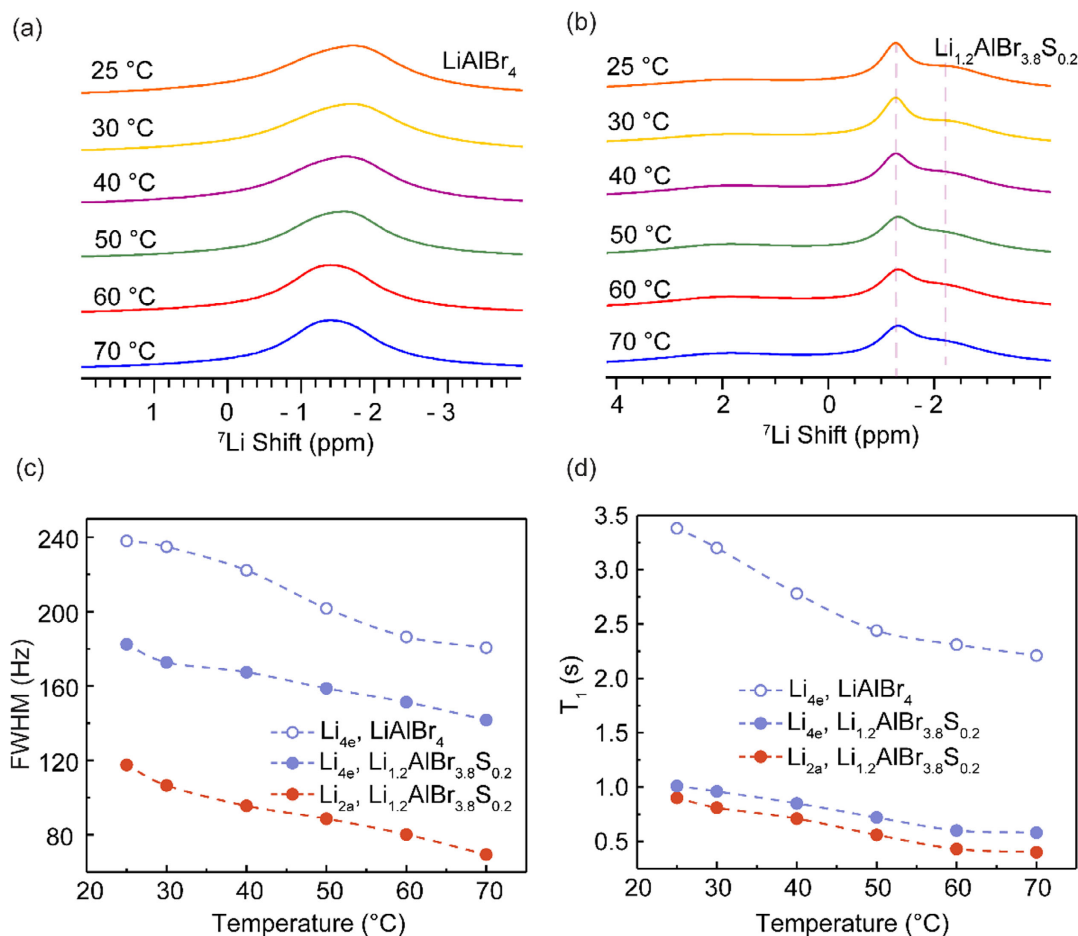 (a)
LiAlBr₄
25 °C
30 °C
40 °C
50 °C
60 °C
70 °C
1 0 - 1 - 2 - 3
⁷Li Shift (ppm)
(b)
Li₁.₂AlBr₃.₈S₀.₂
25 °C
30 °C
40 °C
50 °C
60 °C
70 °C
4 2 0 - 2
⁷Li Shift (ppm)
(c)
FWHM (Hz)
240
200
160
120
80
Li₄ₑ, LiAlBr₄
Li₄ₑ, Li₁.₂AlBr₃.₈S₀.₂
Li₂ₐ, Li₁.₂AlBr₃.₈S₀.₂
20 30 40 50 60 70
Temperature (°C)
(d)
T₁ (s)
3.5
3.0
2.5
2.0
1.5
1.0
0.5
Li₄ₑ, LiAlBr₄
Li₄ₑ, Li₁.₂AlBr₃.₈S₀.₂
Li₂ₐ, Li₁.₂AlBr₃.₈S₀.₂
20 30 40 50 60 70
Temperature (°C)